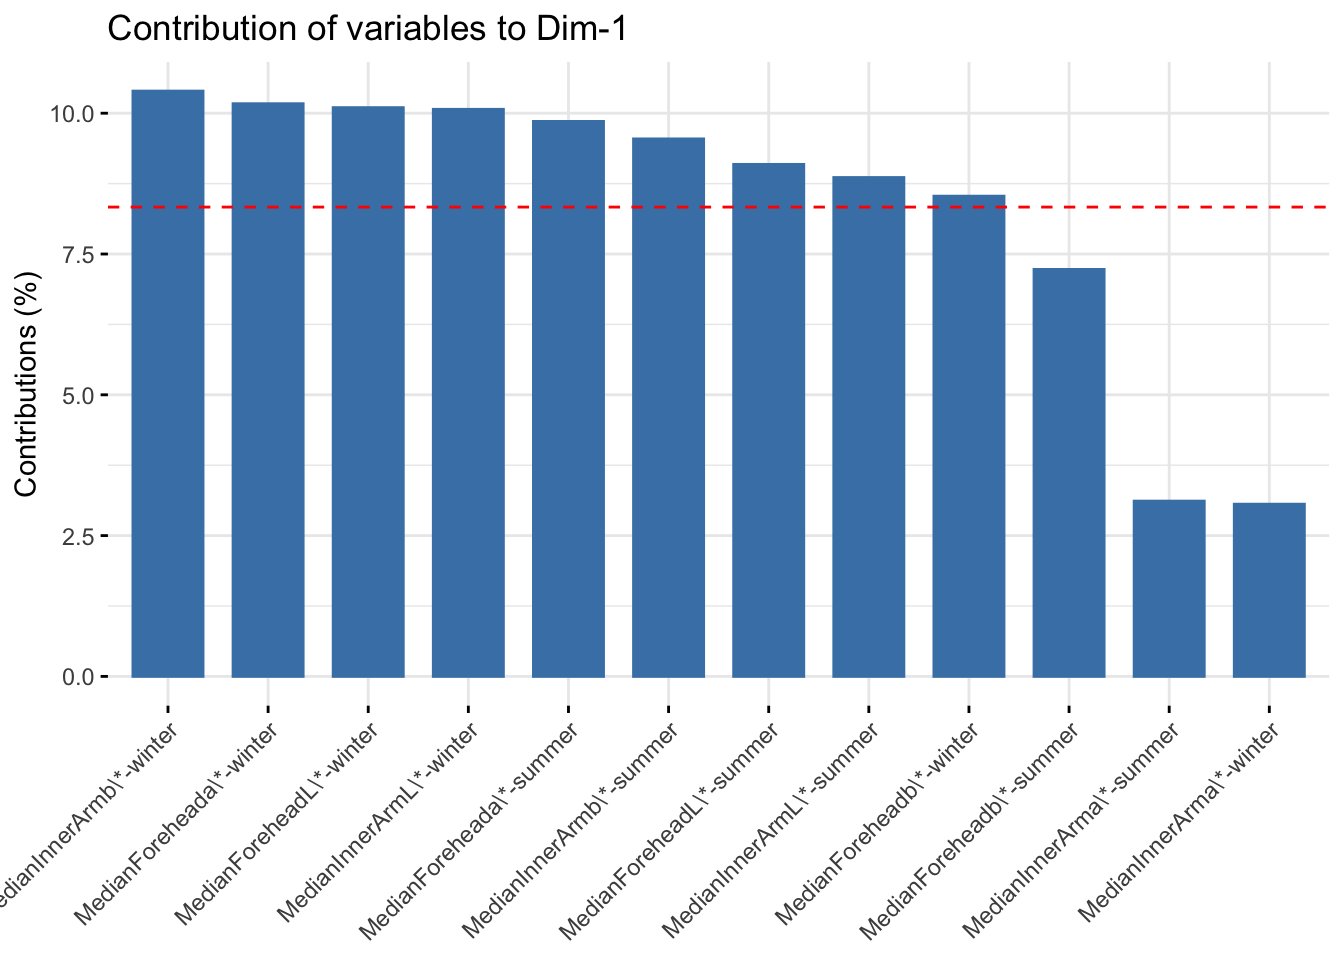 Contribution of variables to Dim-1
Contributions (%)
10.0
7.5
5.0
2.5
0.0
edianInnerArmb\*-winter
MedianForeheada\*-winter
MedianForeheadL\*-winter
MedianInnerArmL\*-winter
MedianForeheada\*-summer
MedianInnerArmb\*-summer
MedianForeheadL\*-summer
MedianInnerArmL\*-summer
MedianForeheadb\*-winter
MedianForeheadb\*-summer
MedianInnerArma\*-summer
MedianInnerArma\*-winter